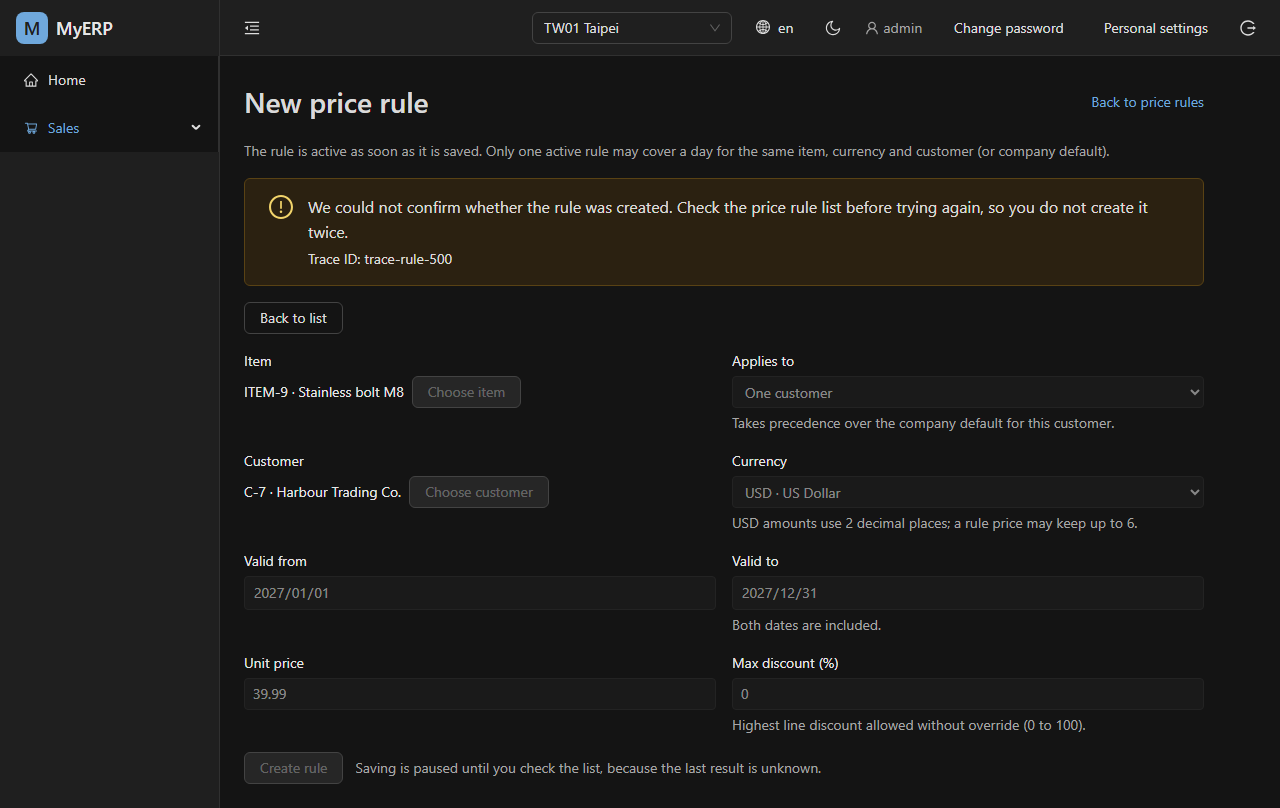 M MyERP
TW01 Taipei
en
admin
Change password
Personal settings
Home
Sales
New price rule
Back to price rules
The rule is active as soon as it is saved. Only one active rule may cover a day for the same item, currency and customer (or company default).
We could not confirm whether the rule was created. Check the price rule list before trying again, so you do not create it
twice.
Trace ID: trace-rule-500
Back to list
Item
ITEM-9 · Stainless bolt M8
Choose item
Applies to
One customer
Takes precedence over the company default for this customer.
Customer
C-7 · Harbour Trading Co.
Choose customer
Currency
USD · US Dollar
USD amounts use 2 decimal places; a rule price may keep up to 6.
Valid from
2027/01/01
Valid to
2027/12/31
Both dates are included.
Unit price
39.99
Max discount (%)
0
Highest line discount allowed without override (0 to 100).
Create rule
Saving is paused until you check the list, because the last result is unknown.